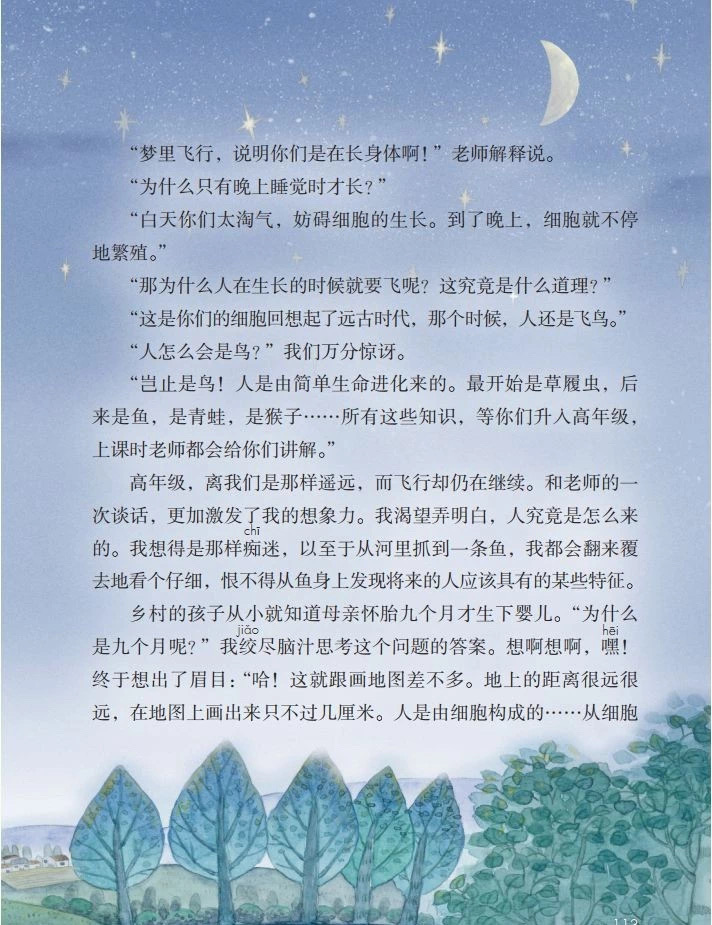 “梦里飞行，说明你们是在长身体啊！”老师解释说。
“为什么只有晚上睡觉时才长？”
“白天你们太淘气，妨碍细胞的生长。到了晚上，细胞就不停
地繁殖。”
“那为什么人在生长的时候就要飞呢？这究竟是什么道理？”
“这是你们的细胞回想起了远古时代，那个时候，人还是飞鸟。”
“人怎么会是鸟？”我们万分惊讶。
“岂止是鸟！人是由简单生命进化来的。最开始是草履虫，后
来是鱼，是青蛙，是猴子……所有这些知识，等你们升入高年级，
上课时老师都会给你们讲解。”
高年级，离我们是那样遥远，而飞行却仍在继续。和老师的一
次谈话，更加激发了我的想象力。我渴望弄明白，人究竟是怎么来
chī
的。我想得是那样痴迷，以至于从河里抓到一条鱼，我都会翻来覆
去地看个仔细，恨不得从鱼身上发现将来的人应该具有的某些特征。
乡村的孩子从小就知道母亲怀胎九个月才生下婴儿。“为什么
jiǎo hēi
是九个月呢？”我绞尽脑汁思考这个问题的答案。想啊想啊，嘿！
终于想出了眉目：“哈！这就跟画地图差不多。地上的距离很远很
远，在地图上画出来只不过几厘米。人是由细胞构成的……从细胞